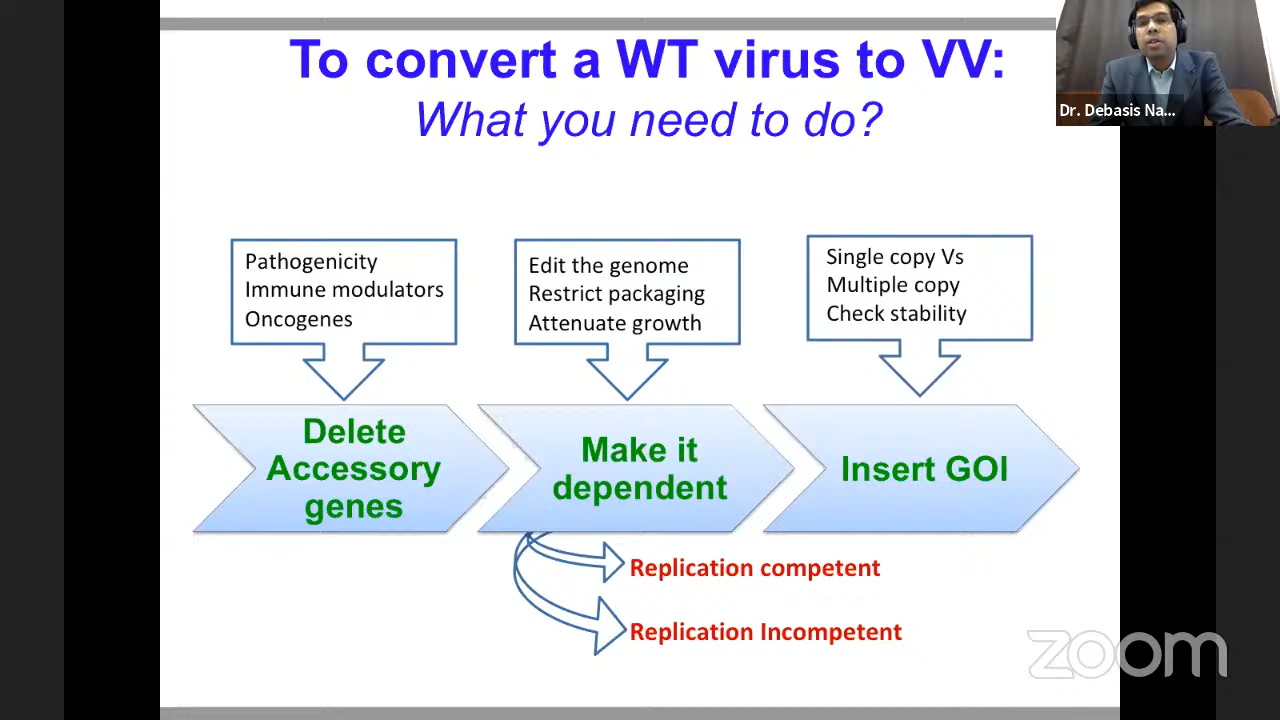 To convert a WT virus to VV:
What you need to do?
Dr. Debasis Na...
Pathogenicity
Immune modulators
Oncogenes
Edit the genome
Restrict packaging
Attenuate growth
Single copy Vs
Multiple copy
Check stability
Delete
Accessory
genes
Make it
dependent
Insert GOI
Replication competent
Replication Incompetent
zoom